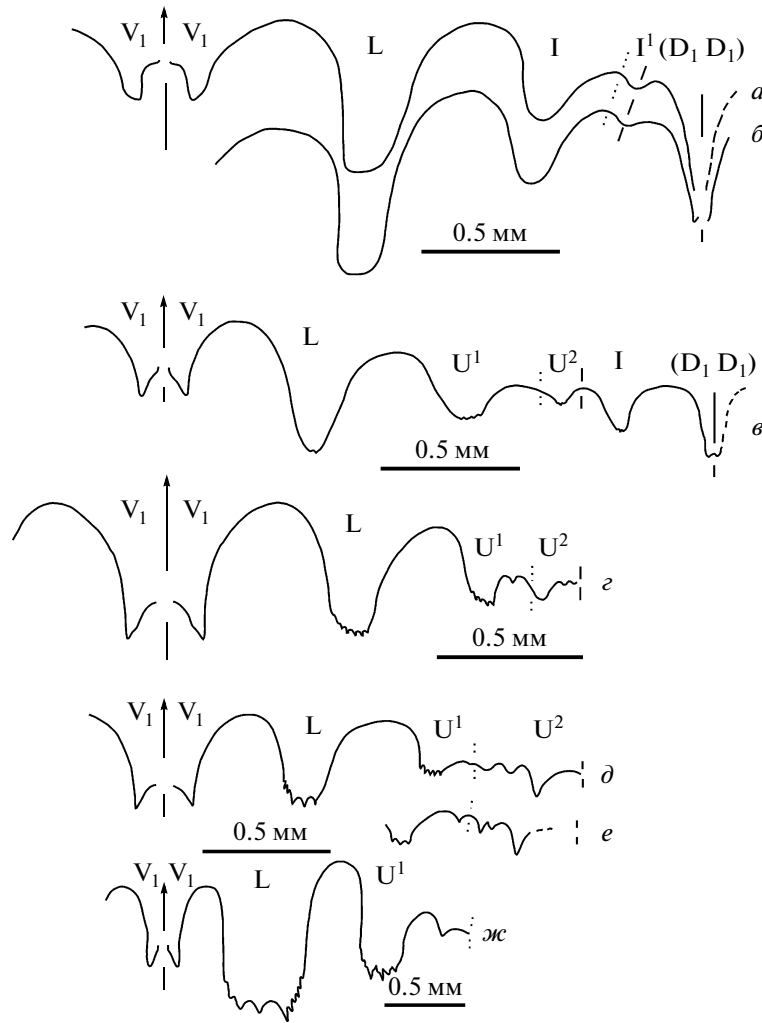 V₁ V₁ L I I¹ (D₁ D₁)
а
б
0.5 мм
V₁ V₁ L U¹ U² I (D₁ D₁)
в
0.5 мм
V₁ V₁ L U¹ U²
г
0.5 мм
V₁ V₁ L U¹ U²
д
0.5 мм
е
V₁ V₁ L U¹
ж
0.5 мм